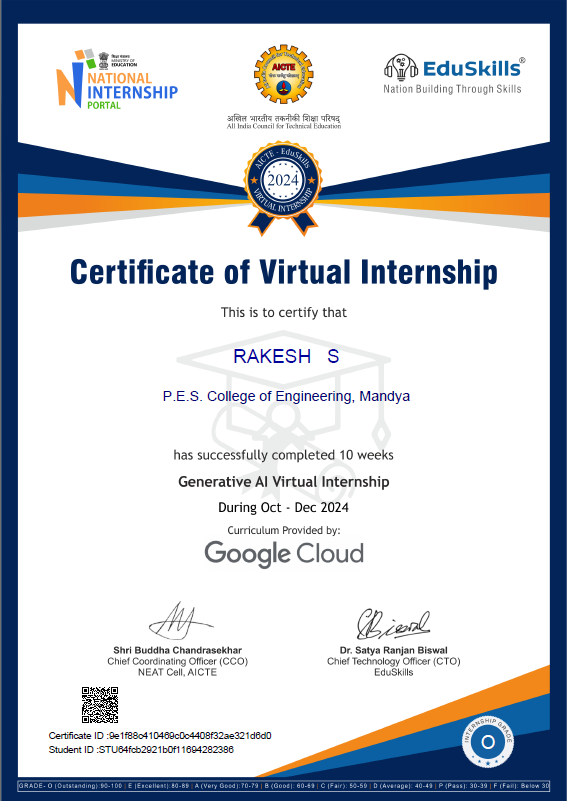 शिक्षा मंत्रालय
MINISTRY OF
EDUCATION
NATIONAL
INTERNSHIP
PORTAL
AICTE
अखिल भारतीय तकनीकी शिक्षा परिषद्
All India Council for Technical Education
EduSkills®
Nation Building Through Skills
AICTE - EduSkills
2024
VIRTUAL INTERNSHIP
Certificate of Virtual Internship
This is to certify that
RAKESH S
P.E.S. College of Engineering, Mandya
has successfully completed 10 weeks
Generative AI Virtual Internship
During Oct - Dec 2024
Curriculum Provided by:
Google Cloud
Shri Buddha Chandrasekhar
Chief Coordinating Officer (CCO)
NEAT Cell, AICTE
Dr. Satya Ranjan Biswal
Chief Technology Officer (CTO)
EduSkills
Certificate ID :9e1f88c410469c0c4408f32ae321d6d0
Student ID :STU64fcb2921b0f11694282386
INTERNSHIP GRADE
O
GRADE- O (Outstanding):90-100 | E (Excellent):80-89 | A (Very Good):70-79 | B (Good): 60-69 | C (Fair): 50-59 | D (Average): 40-49 | P (Pass): 30-39 | F (Fail): Below 30